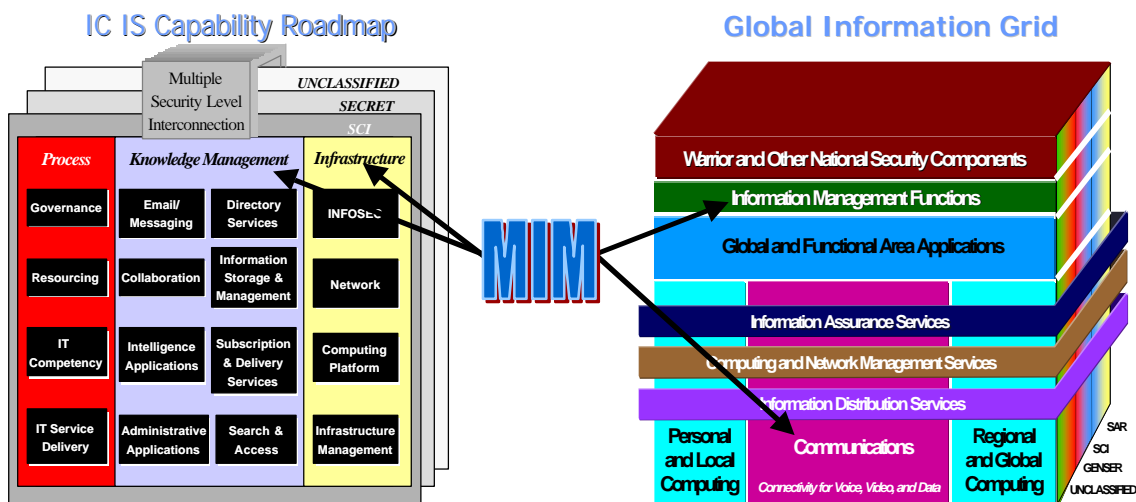 IC IS Capability Roadmap
Global Information Grid
Multiple
Security Level
Interconnection
UNCLASSIFIED
SECRET
SCI
Process
Knowledge Management
Infrastructure
Governance
Email/
Messaging
Directory
Services
INFOSEC
Resourcing
Collaboration
Information
Storage &
Management
Network
IT
Competency
Intelligence
Applications
Subscription
& Delivery
Services
Computing
Platform
IT Service
Delivery
Administrative
Applications
Search &
Access
Infrastructure
Management
MIM
Warrior and Other National Security Components
Information Management Functions
Global and Functional Area Applications
Information Assurance Services
Computing and Network Management Services
Information Distribution Services
Personal
and Local
Computing
Communications
Connectivity for Voice, Video, and Data
Regional
and Global
Computing
SAR
SCI
GENSER
UNCLASSIFIED